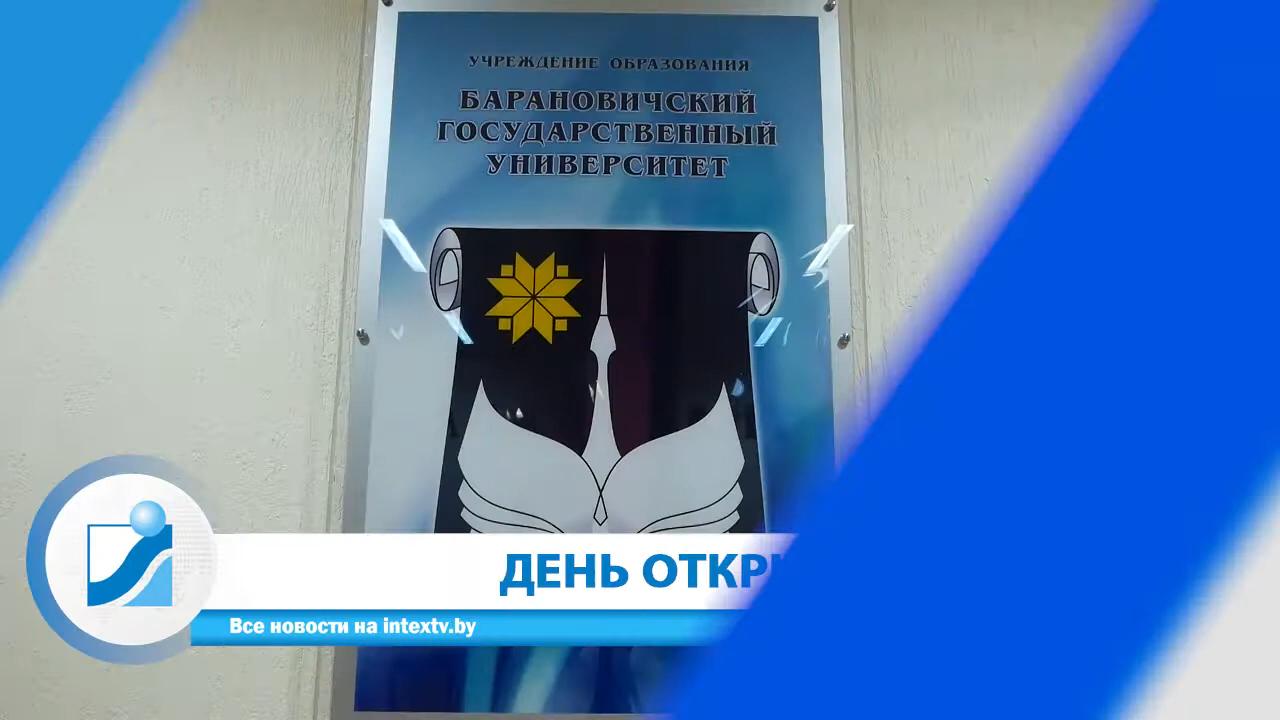 УЧРЕЖДЕНИЕ ОБРАЗОВАНИЯ
БАРАНОВИЧСКИЙ
ГОСУДАРСТВЕННЫЙ
УНИВЕРСИТЕТ
ДЕНЬ
Все новости на intextv.by